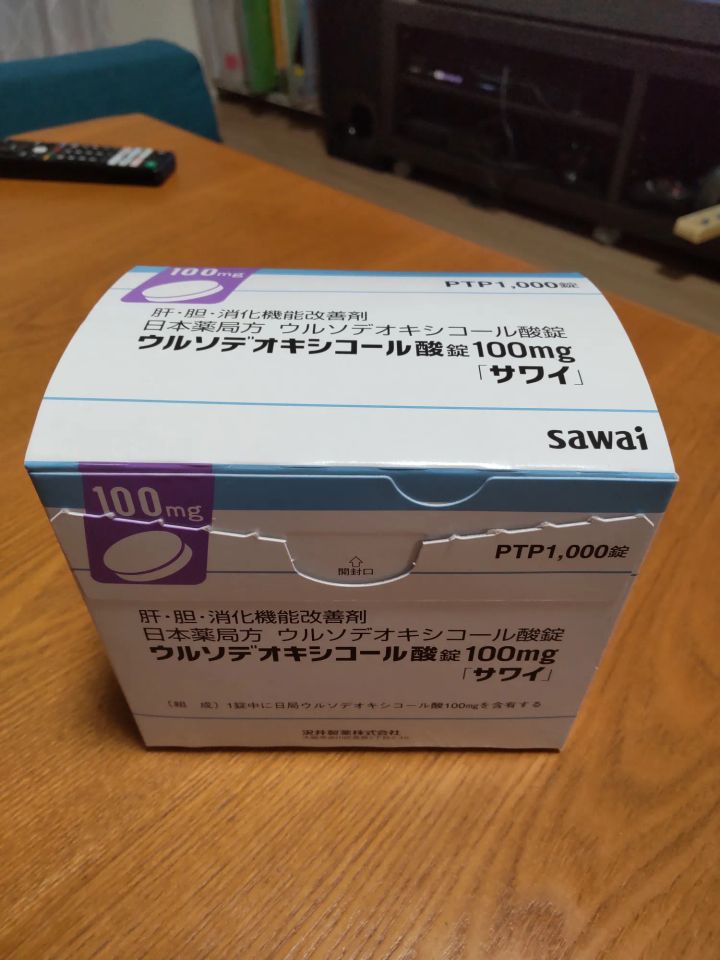 100mg
PTP1,000錠
肝・胆・消化機能改善剤
日本薬局方 ウルソデオキシコール酸錠
ウルソデオキシコール酸錠100mg
「サワイ」
sawai
100mg
開封口
PTP1,000錠
肝・胆・消化機能改善剤
日本薬局方 ウルソデオキシコール酸錠
ウルソデオキシコール酸錠100mg
「サワイ」
〔組 成〕1錠中に日局ウルソデオキシコール酸100mgを含有する
沢井製薬株式会社